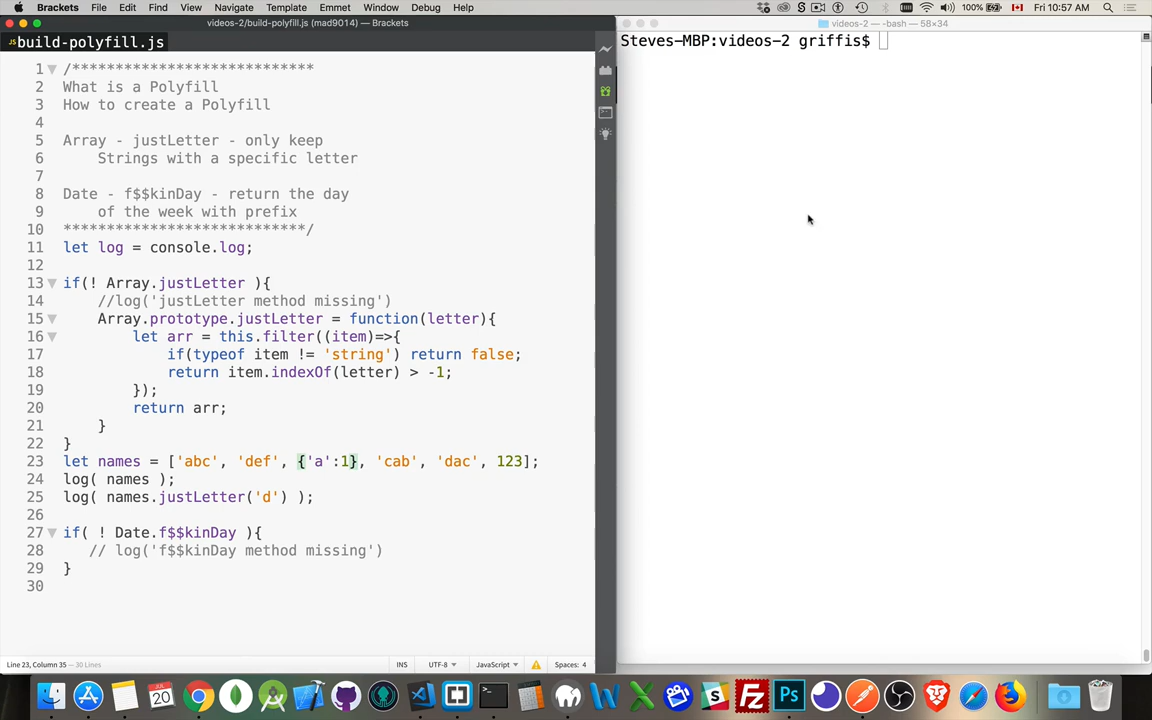 Brackets File Edit Find View Navigate Template Emmet Window Debug Help 100% Fri 10:57 AM
videos-2/build-polyfill.js (mad9014) — Brackets
videos-2 — -bash — 58×34
JS build-polyfill.js
Steves-MBP:videos-2 griffis$
1 /***************************
2 What is a Polyfill
3 How to create a Polyfill
4
5 Array - justLetter - only keep
6 Strings with a specific letter
7
8 Date - f$$kinDay - return the day
9 of the week with prefix
10 ****************************/
11 let log = console.log;
12
13 if(! Array.justLetter ){
14 //log('justLetter method missing')
15 Array.prototype.justLetter = function(letter){
16 let arr = this.filter((item)=>{
17 if(typeof item != 'string') return false;
18 return item.indexOf(letter) > -1;
19 });
20 return arr;
21 }
22 }
23 let names = ['abc', 'def', {'a':1}, 'cab', 'dac', 123];
24 log( names );
25 log( names.justLetter('d') );
26
27 if( ! Date.f$$kinDay ){
28 // log('f$$kinDay method missing')
29 }
30
Line 23, Column 35 — 30 Lines
INS UTF-8 JavaScript Spaces: 4